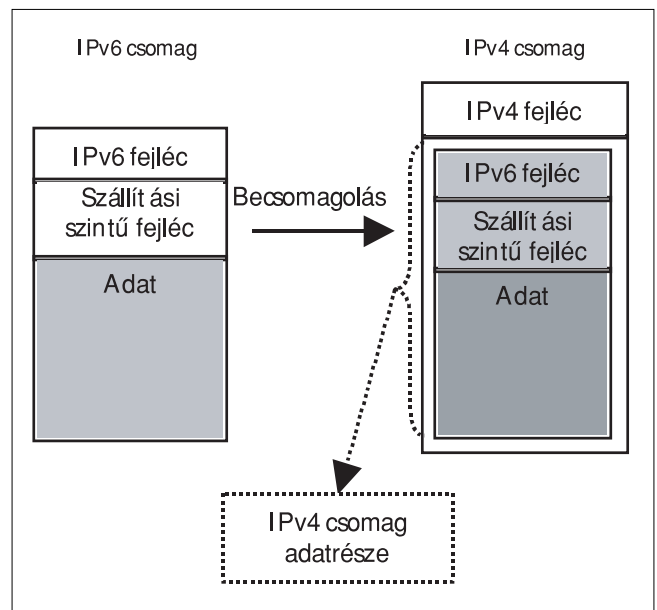 IPv6 csomag
IPv4 csomag
IPv6 fejléc
Szállítási
szintű fejléc
Adat
Becsomagolás
IPv4 fejléc
IPv6 fejléc
Szállítási
szintű fejléc
Adat
IPv4 csomag
adatrésze